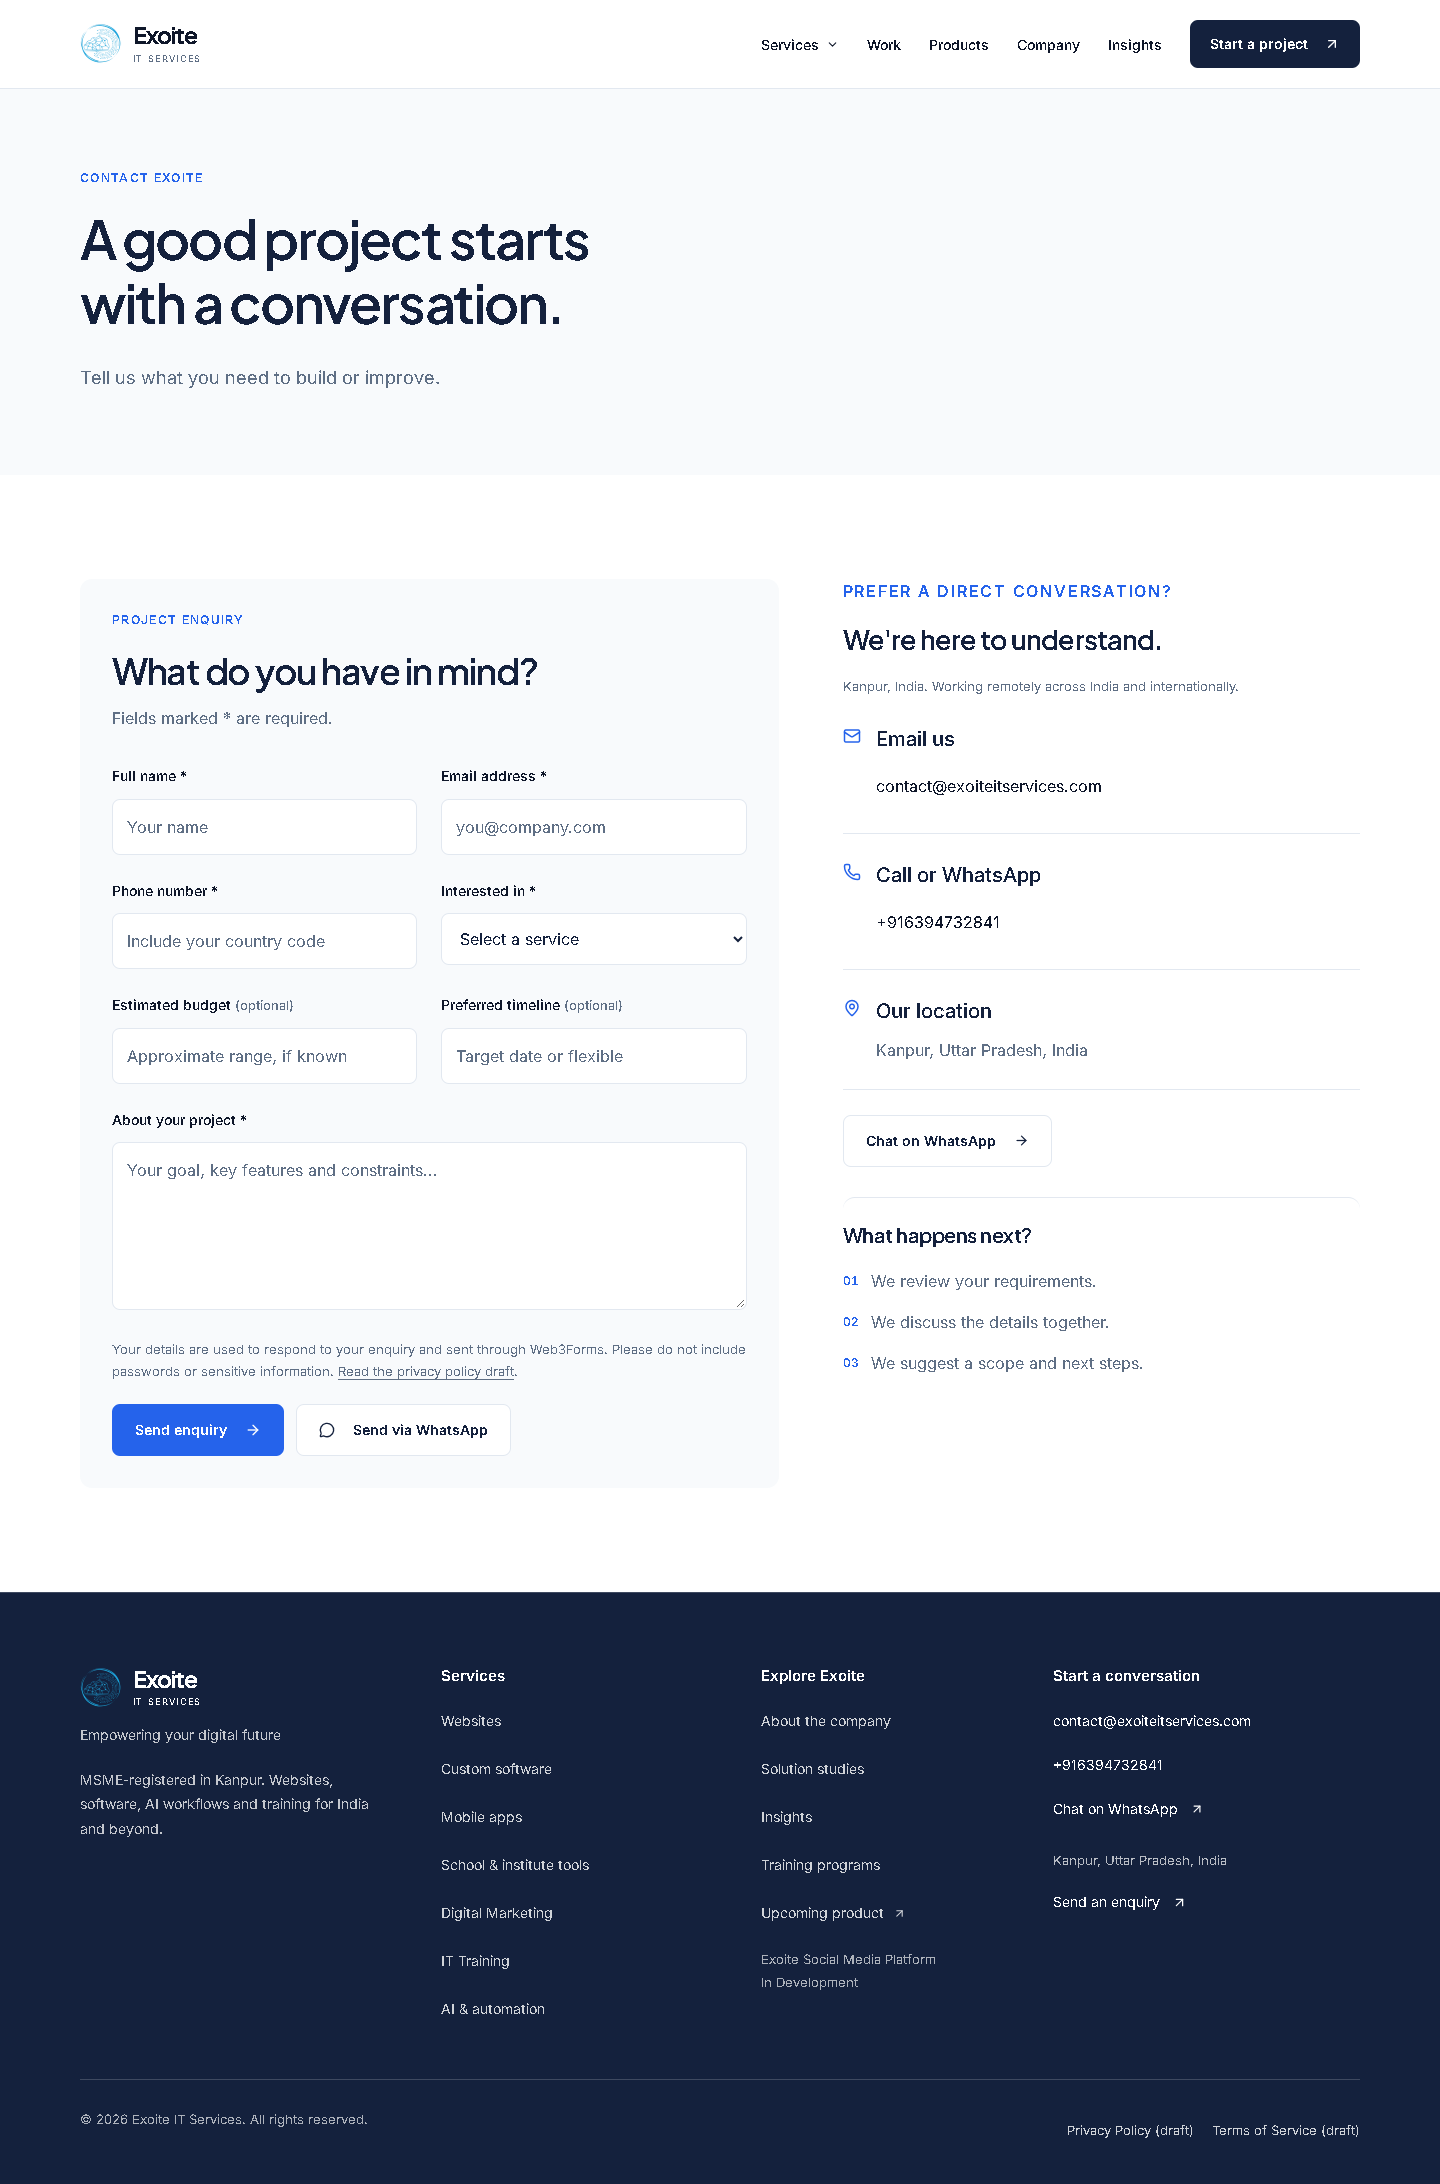 Exoite
IT SERVICES
Services
Work
Products
Company
Insights
Start a project
CONTACT EXOITE
A good project starts
with a conversation.
Tell us what you need to build or improve.
PROJECT ENQUIRY
What do you have in mind?
Fields marked * are required.
Full name *
Email address *
Your name
you@company.com
Phone number *
Interested in *
Include your country code
Select a service
Estimated budget (optional)
Preferred timeline (optional)
Approximate range, if known
Target date or flexible
About your project *
Your goal, key features and constraints...
Your details are used to respond to your enquiry and sent through Web3Forms. Please do not include
passwords or sensitive information. Read the privacy policy draft.
Send enquiry
Send via WhatsApp
PREFER A DIRECT CONVERSATION?
We're here to understand.
Kanpur, India. Working remotely across India and internationally.
Email us
contact@exoiteitservices.com
Call or WhatsApp
+916394732841
Our location
Kanpur, Uttar Pradesh, India
Chat on WhatsApp
What happens next?
01 We review your requirements.
02 We discuss the details together.
03 We suggest a scope and next steps.
Exoite
IT SERVICES
Empowering your digital future
MSME-registered in Kanpur. Websites,
software, AI workflows and training for India
and beyond.
Services
Websites
Custom software
Mobile apps
School & institute tools
Digital Marketing
IT Training
AI & automation
Explore Exoite
About the company
Solution studies
Insights
Training programs
Upcoming product
Exoite Social Media Platform
In Development
Start a conversation
contact@exoiteitservices.com
+916394732841
Chat on WhatsApp
Kanpur, Uttar Pradesh, India
Send an enquiry
© 2026 Exoite IT Services. All rights reserved.
Privacy Policy (draft)
Terms of Service (draft)